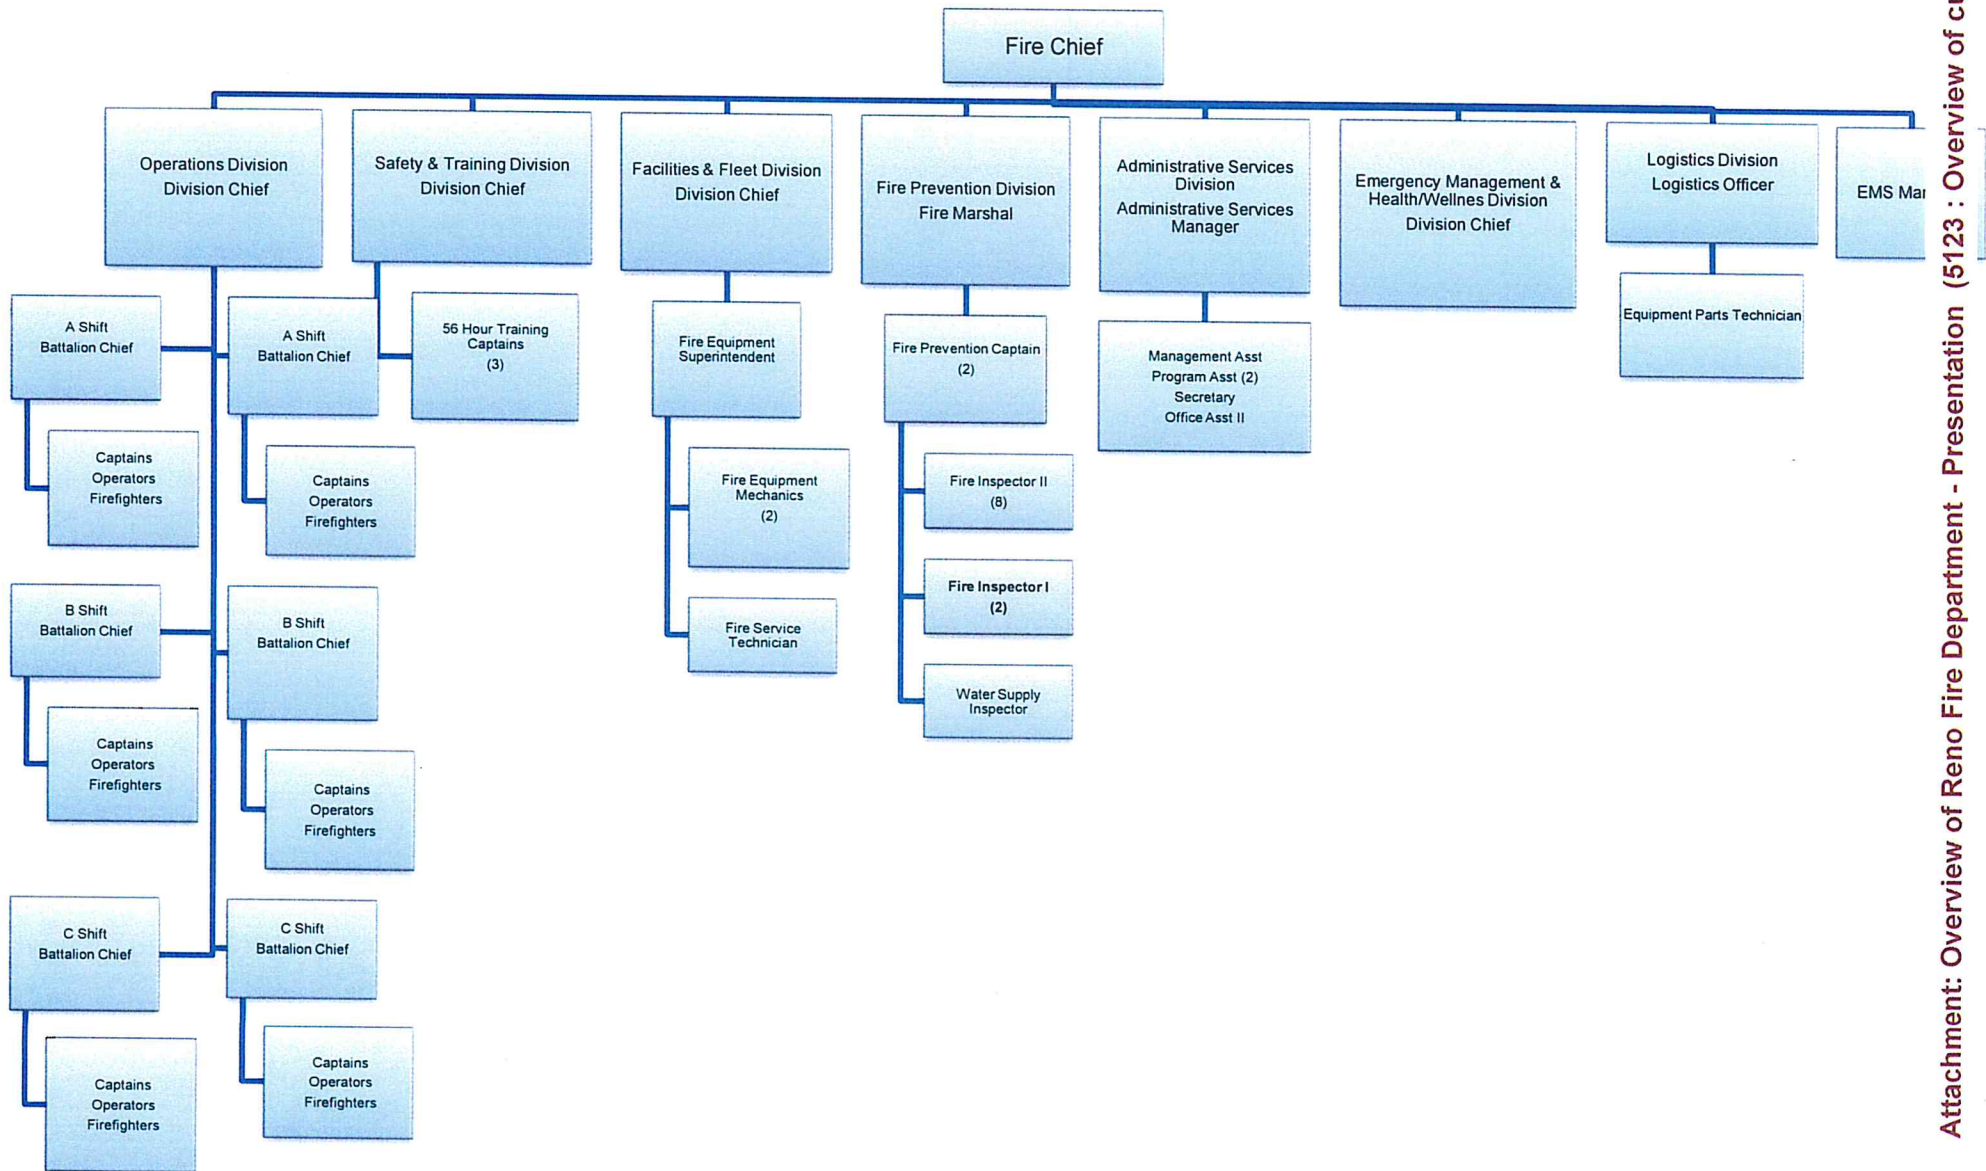 Fire Chief
Operations Division
Division Chief
Safety & Training Division
Division Chief
Facilities & Fleet Division
Division Chief
Fire Prevention Division
Fire Marshal
Administrative Services
Division
Administrative Services
Manager
Emergency Management &
Health/Wellnes Division
Division Chief
Logistics Division
Logistics Officer
EMS
A Shift
Battalion Chief
Captains
Operators
Firefighters
A Shift
Battalion Chief
Captains
Operators
Firefighters
B Shift
Battalion Chief
Captains
Operators
Firefighters
B Shift
Battalion Chief
Captains
Operators
Firefighters
C Shift
Battalion Chief
Captains
Operators
Firefighters
C Shift
Battalion Chief
Captains
Operators
Firefighters
56 Hour Training
Captains
(3)
Fire Equipment
Superintendent
Fire Equipment
Mechanics
(2)
Fire Service
Technician
Fire Prevention Captain
(2)
Fire Inspector II
(8)
Fire Inspector I
(2)
Water Supply
Inspector
Management Asst
Program Asst (2)
Secretary
Office Asst II
Equipment Parts Technician
Attachment: Overview of Reno Fire Department - Presentation (5123 : Overview of